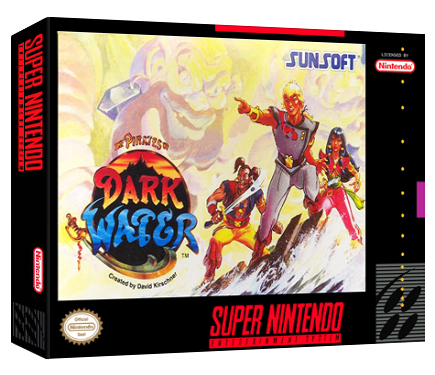 SUPER NINTENDO
Nintendo
SUNSOFT
LICENSED BY
Nintendo
THE PIRATES OF
DARK
WATER
TM
Created by David Kirschner
Official
Nintendo
Seal
SUPER NINTENDO
ENTERTAINMENT SYSTEM